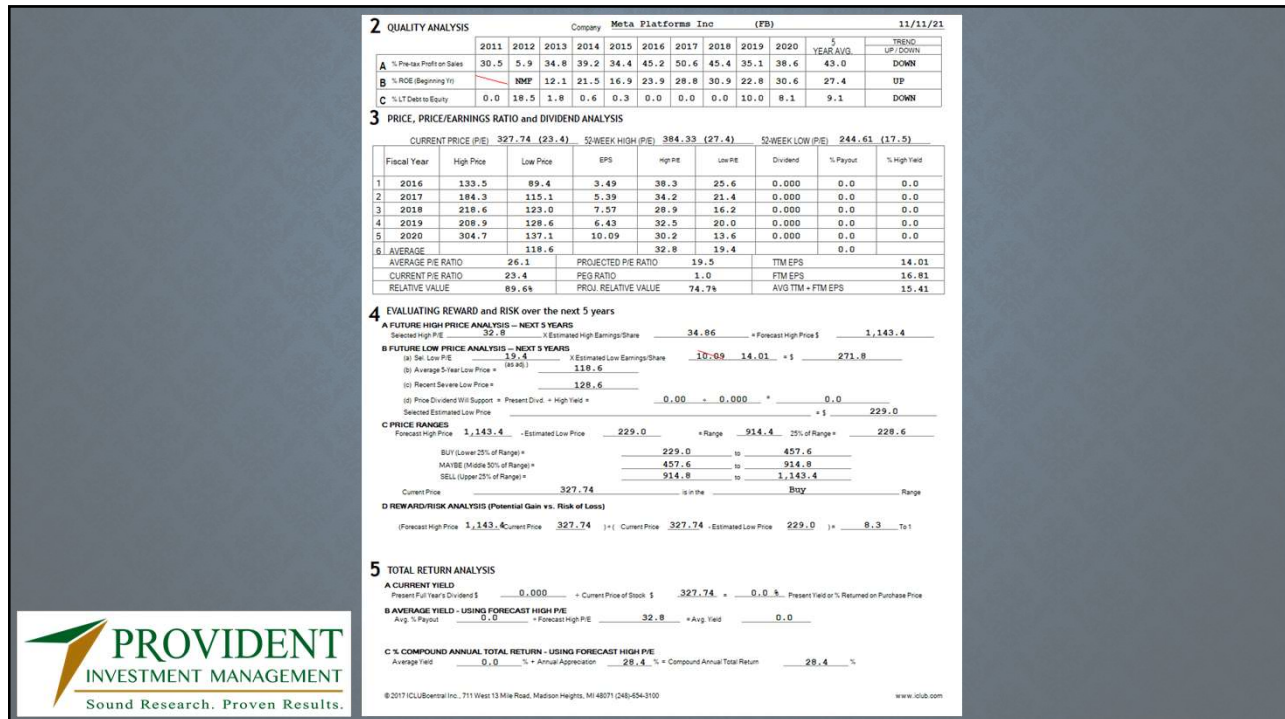 2 QUALITY ANALYSIS Company Meta Platforms Inc (FB) 11/11/21
2011 2012 2013 2014 2015 2016 2017 2018 2019 2020 5 YEAR AVG. TREND UP / DOWN
A % Pre-tax Profit on Sales 30.5 5.9 34.8 39.2 34.4 45.2 50.6 45.4 35.1 38.6 43.0 DOWN
B % ROE (Beginning Yr) NMF 12.1 21.5 16.9 23.9 28.8 30.9 22.8 30.6 27.4 UP
C % LT Debt to Equity 0.0 18.5 1.8 0.6 0.3 0.0 0.0 0.0 10.0 8.1 9.1 DOWN
3 PRICE, PRICE/EARNINGS RATIO and DIVIDEND ANALYSIS
CURRENT PRICE (P/E) 327.74 (23.4) 52-WEEK HIGH (P/E) 384.33 (27.4) 52-WEEK LOW (P/E) 244.61 (17.5)
Fiscal Year High Price Low Price EPS High P/E Low P/E Dividend % Payout % High Yield
1 2016 133.5 89.4 3.49 38.3 25.6 0.000 0.0 0.0
2 2017 184.3 115.1 5.39 34.2 21.4 0.000 0.0 0.0
3 2018 218.6 123.0 7.57 28.9 16.2 0.000 0.0 0.0
4 2019 208.9 128.6 6.43 32.5 20.0 0.000 0.0 0.0
5 2020 304.7 137.1 10.09 30.2 13.6 0.000 0.0 0.0
6 AVERAGE 118.6 32.8 19.4 0.0
AVERAGE P/E RATIO 26.1 PROJECTED P/E RATIO 19.5 TTM EPS 14.01
CURRENT P/E RATIO 23.4 PEG RATIO 1.0 FTM EPS 16.81
RELATIVE VALUE 89.6% PROJ. RELATIVE VALUE 74.7% AVG TTM + FTM EPS 15.41
4 EVALUATING REWARD and RISK over the next 5 years
A FUTURE HIGH PRICE ANALYSIS -- NEXT 5 YEARS
Selected High P/E 32.8 X Estimated High Earnings/Share 34.86 = Forecast High Price $ 1,143.4
B FUTURE LOW PRICE ANALYSIS -- NEXT 5 YEARS
(a) Sel. Low P/E 19.4 X Estimated Low Earnings/Share 10.09 14.01 = $ 271.8
(as adj.)
(b) Average 5-Year Low Price = 118.6
(c) Recent Severe Low Price = 128.6
(d) Price Dividend Will Support = Present Divd. ÷ High Yield = 0.00 ÷ 0.000 = 0.0
Selected Estimated Low Price = $ 229.0
C PRICE RANGES
Forecast High Price 1,143.4 - Estimated Low Price 229.0 = Range 914.4 25% of Range = 228.6
BUY (Lower 25% of Range) = 229.0 to 457.6
MAYBE (Middle 50% of Range) = 457.6 to 914.8
SELL (Upper 25% of Range) = 914.8 to 1,143.4
Current Price 327.74 is in the Buy Range
D REWARD/RISK ANALYSIS (Potential Gain vs. Risk of Loss)
(Forecast High Price 1,143.4 Current Price 327.74 ) ÷ ( Current Price 327.74 - Estimated Low Price 229.0 ) = 8.3 To 1
5 TOTAL RETURN ANALYSIS
A CURRENT YIELD
Present Full Year's Dividend $ 0.000 ÷ Current Price of Stock $ 327.74 = 0.0 % Present Yield or % Returned on Purchase Price
B AVERAGE YIELD - USING FORECAST HIGH P/E
Avg. % Payout 0.0 ÷ Forecast High P/E 32.8 = Avg. Yield 0.0
C % COMPOUND ANNUAL TOTAL RETURN - USING FORECAST HIGH P/E
Average Yield 0.0 % + Annual Appreciation 28.4 % = Compound Annual Total Return 28.4 %
© 2017 ICLUBcentral Inc., 711 West 13 Mile Road, Madison Heights, MI 48071 (248)-654-3100 www.iclub.com
PROVIDENT
INVESTMENT MANAGEMENT
Sound Research. Proven Results.